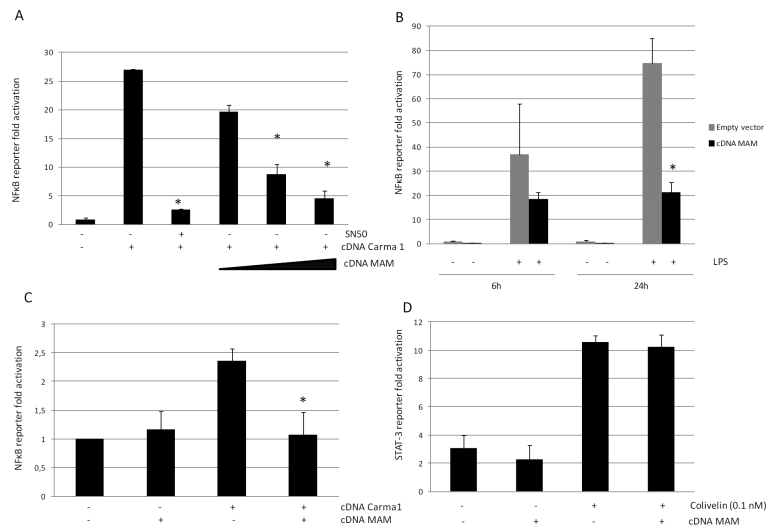 A
NFκB reporter fold activation
30
25
20
15
10
5
0
*
*
*
- - + - - - SN50
- + + + + + cDNA Carma 1
cDNA MAM
B
NFκB reporter fold activation
90
80
70
60
50
40
30
20
10
0
*
Empty vector
cDNA MAM
- - + + - - + + LPS
6h 24h
C
NFκB reporter fold activation
3
2,5
2
1,5
1
0,5
0
*
- - + + cDNA Carma1
- + - + cDNA MAM
D
STAT-3 reporter fold activation
12
10
8
6
4
2
0
- - + + Colivelin (0.1 nM)
- + - + cDNA MAM